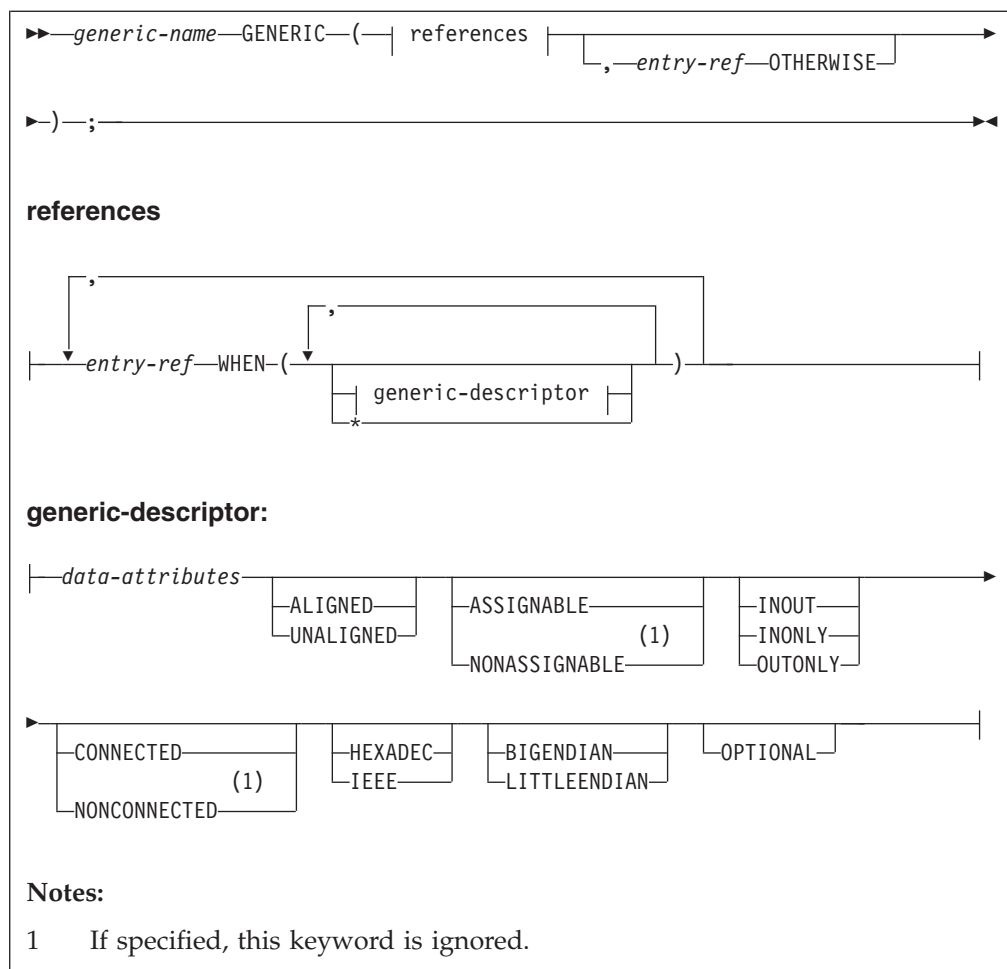 generic-name GENERIC ( references
, entry-ref OTHERWISE
) ;
references
,
,
entry-ref WHEN ( )
generic-descriptor
*
generic-descriptor:
data-attributes
ALIGNED ASSIGNABLE INOUT
UNALIGNED (1) INONLY
NONASSIGNABLE OUTONLY
CONNECTED HEXADEC BIGENDIAN OPTIONAL
(1) IEEE LITTLEENDIAN
NONCONNECTED
Notes:
1 If specified, this keyword is ignored.